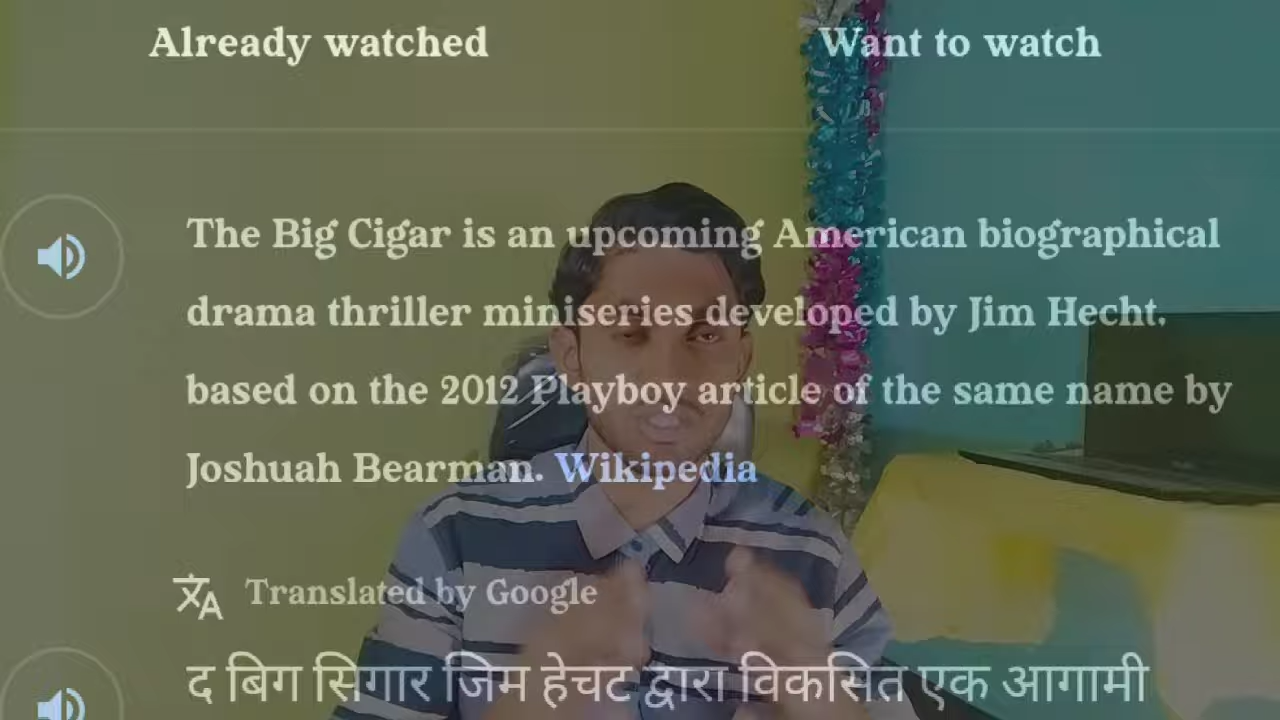 Already watched
Want to watch
The Big Cigar is an upcoming American biographical
drama thriller miniseries developed by Jim Hecht.
based on the 2012 Playboy article of the same name by
Joshuah Bearman. Wikipedia
Translated by Google
द बिग सिगार जिम हेचट द्वारा विकसित एक आगामी